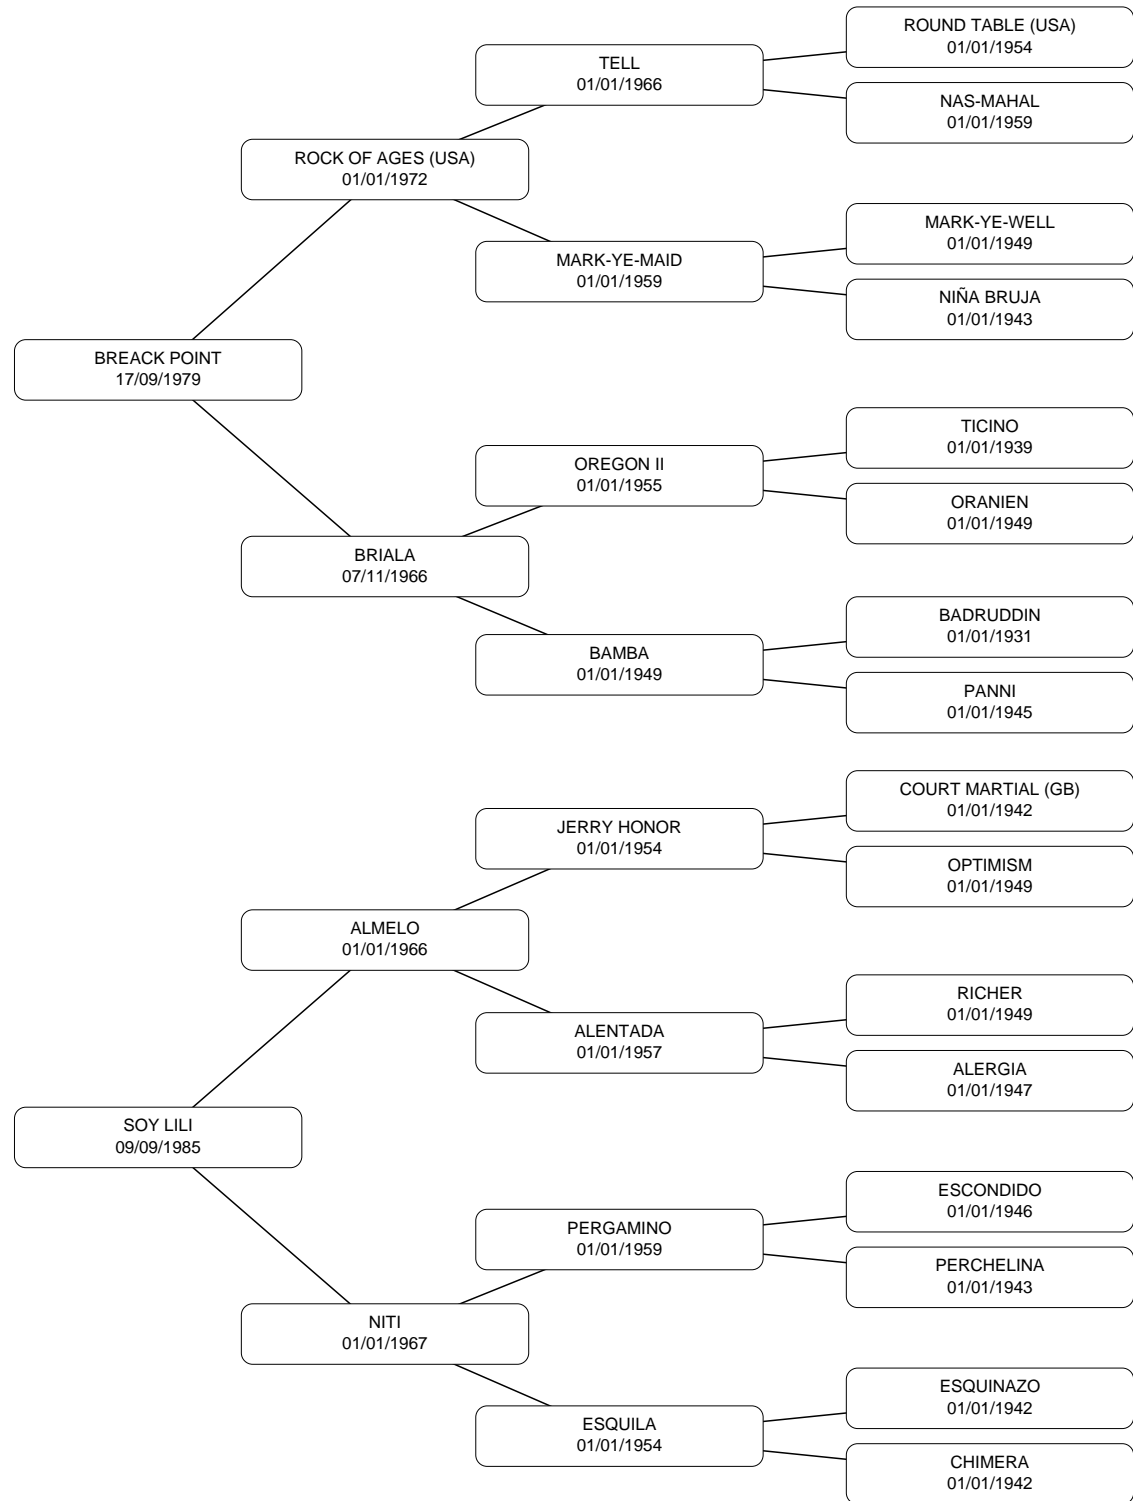 ROUND TABLE (USA)
01/01/1954
TELL
01/01/1966
NAS-MAHAL
01/01/1959
ROCK OF AGES (USA)
01/01/1972
MARK-YE-WELL
01/01/1949
MARK-YE-MAID
01/01/1959
NIÑA BRUJA
01/01/1943
BREACK POINT
17/09/1979
TICINO
01/01/1939
OREGON II
01/01/1955
ORANIEN
01/01/1949
BRIALA
07/11/1966
BADRUDDIN
01/01/1931
BAMBA
01/01/1949
PANNI
01/01/1945
COURT MARTIAL (GB)
01/01/1942
JERRY HONOR
01/01/1954
OPTIMISM
01/01/1949
ALMELO
01/01/1966
RICHER
01/01/1949
ALENTADA
01/01/1957
ALERGIA
01/01/1947
SOY LILI
09/09/1985
ESCONDIDO
01/01/1946
PERGAMINO
01/01/1959
PERCHELINA
01/01/1943
NITI
01/01/1967
ESQUINAZO
01/01/1942
ESQUILA
01/01/1954
CHIMERA
01/01/1942